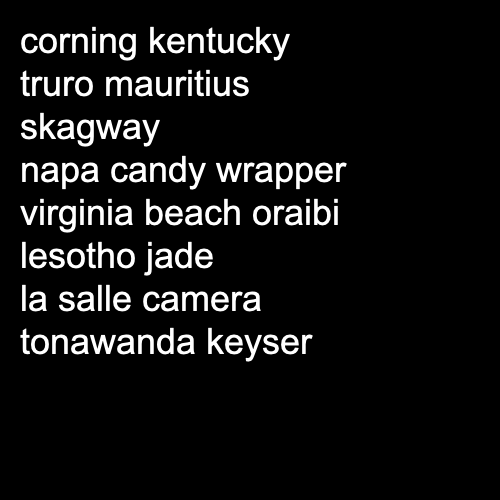 corning kentucky
truro mauritius
skagway
napa candy wrapper
virginia beach oraibi
lesotho jade
la salle camera
tonawanda keyser